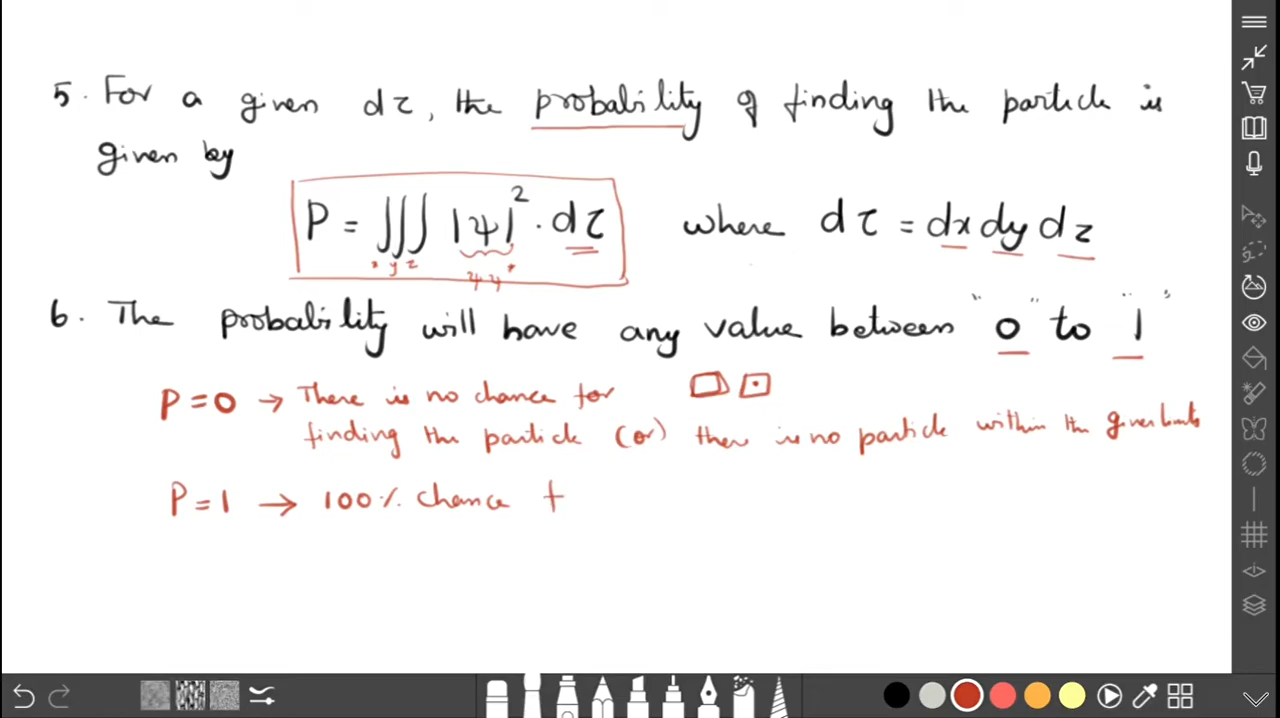 5. For a given dτ, the probability of finding the particle is
given by
P = ∭ |ψ|² · dτ where dτ = dx dy dz
x y z ψψ*
6. The probability will have any value between "0" to "1"
P = 0 → There is no chance for
finding the particle (or) there is no particle within the given limits
P = 1 → 100% chance f